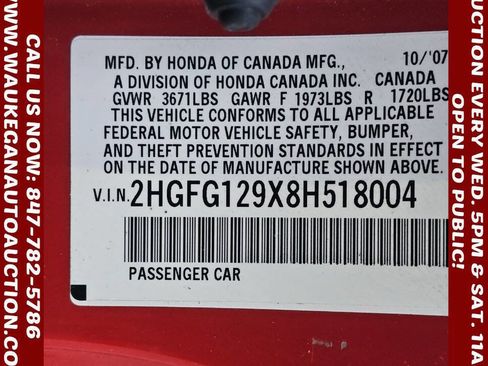 MFD. BY HONDA OF CANADA MFG., 10/'07
A DIVISION OF HONDA CANADA INC. CANADA
GVWR 3671LBS GAWR F 1973LBS R 1720LBS
THIS VEHICLE CONFORMS TO ALL APPLICABLE
FEDERAL MOTOR VEHICLE SAFETY, BUMPER,
AND THEFT PREVENTION STANDARDS IN EFFECT
ON THE DATE OF MANUFACTURE SHOWN ABOVE.
V.I.N. 2HGFG129X8H518004
PASSENGER CAR
CALL US NOW: 847-782-5786
WWW.WAUKEGANAUTOAUCTION.CO
AUCTION EVERY WED. 5PM & SAT. 11A
OPEN TO PUBLIC!